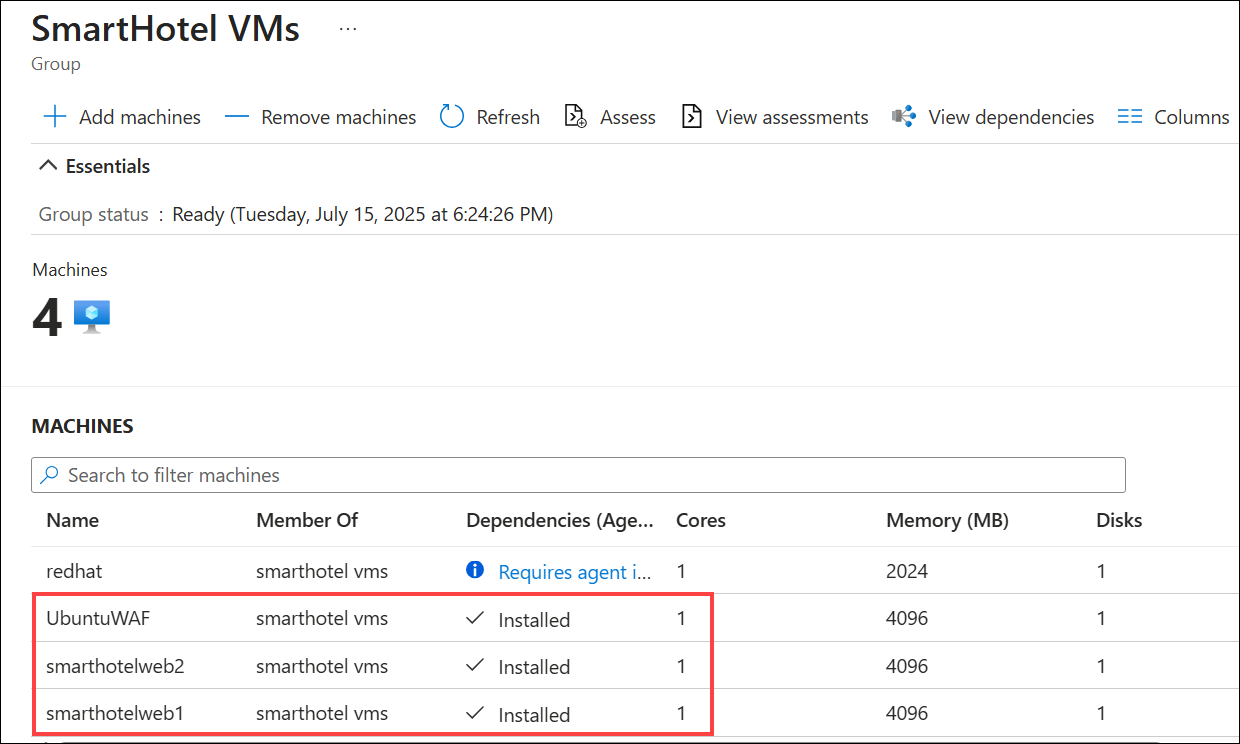 SmartHotel VMs ...
Group
Add machines Remove machines Refresh Assess View assessments View dependencies Columns
Essentials
Group status : Ready (Tuesday, July 15, 2025 at 6:24:26 PM)
Machines
4
MACHINES
Search to filter machines
Name Member Of Dependencies (Age... Cores Memory (MB) Disks
redhat smarthotel vms Requires agent i... 1 2024 1
UbuntuWAF smarthotel vms Installed 1 4096 1
smarthotelweb2 smarthotel vms Installed 1 4096 1
smarthotelweb1 smarthotel vms Installed 1 4096 1